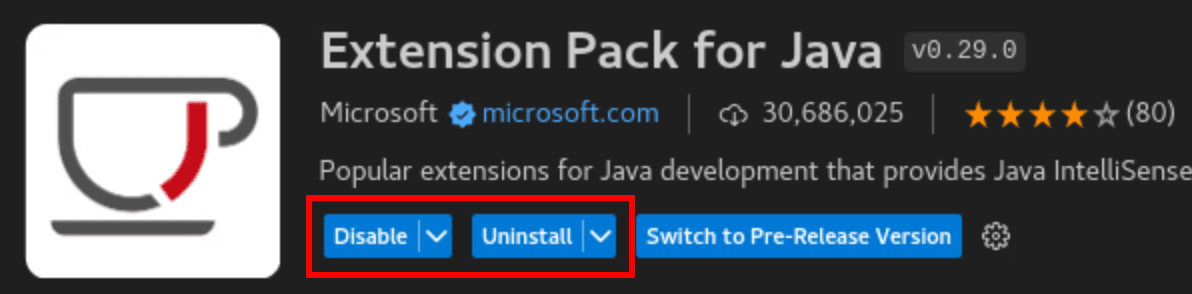 Extension Pack for Java v0.29.0
Microsoft microsoft.com 30,686,025 (80)
Popular extensions for Java development that provides Java IntelliSense
Disable Uninstall Switch to Pre-Release Version